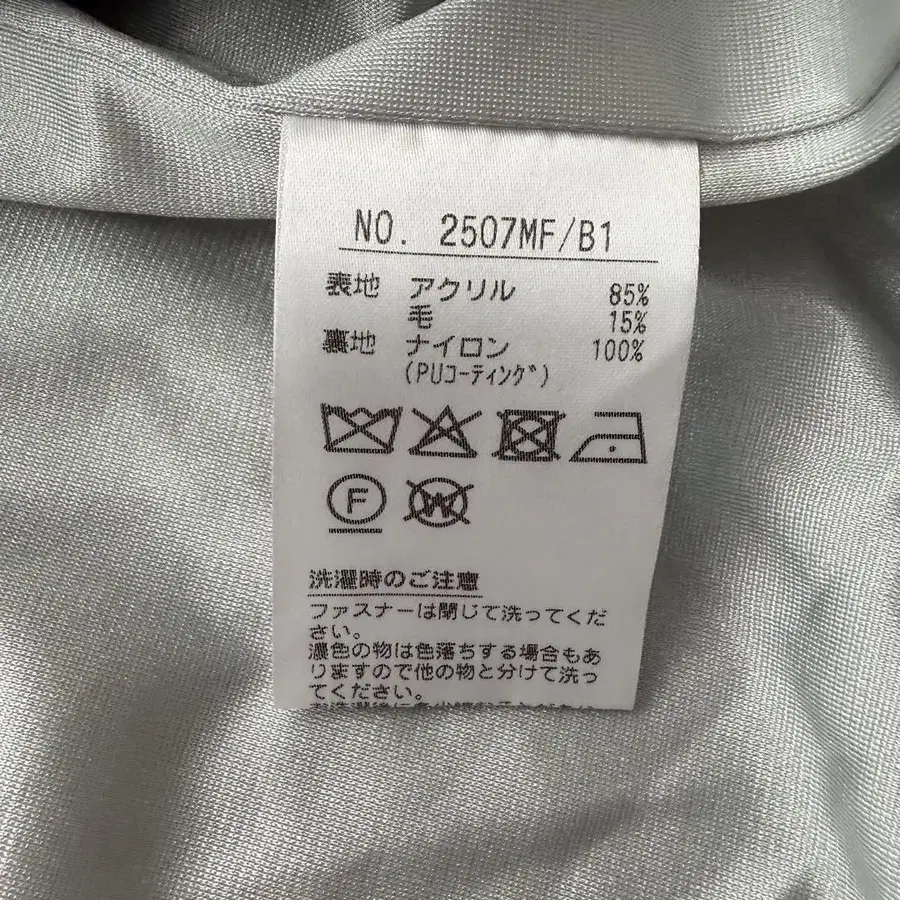 NO. 2507MF/B1
表地 アクリル 85%
毛 15%
裏地 ナイロン 100%
(PUコーティング)
F
W
洗濯時のご注意
ファスナーは閉じて洗ってくだ
さい。
濃色の物は色落ちする場合もあ
りますので他の物と分けて洗っ
てください。